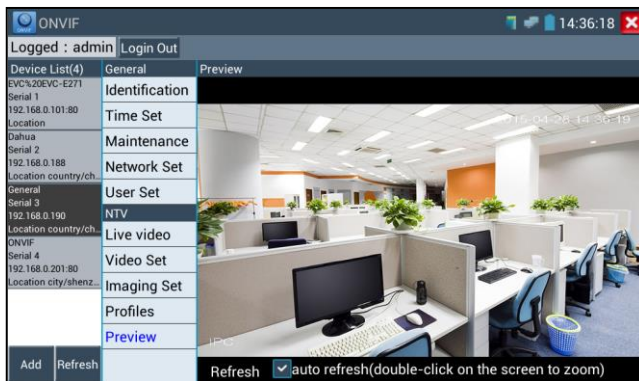 ONVIF
14:36:18
Logged : admin
Login Out
Device List(4)
EVC%20EVC-E271
Serial 1
192.168.0.101:80
Location
Dahua
Serial 2
192.168.0.188
Location country/ch..
General
Serial 3
192.168.0.190
Location country/ch..
ONVIF
Serial 4
192.168.0.201:80
Location city/shenz..
Add
Refresh
General
Identification
Time Set
Maintenance
Network Set
User Set
NTV
Live video
Video Set
Imaging Set
Profiles
Preview
Preview
IPC
Refresh
auto refresh(double-click on the screen to zoom)